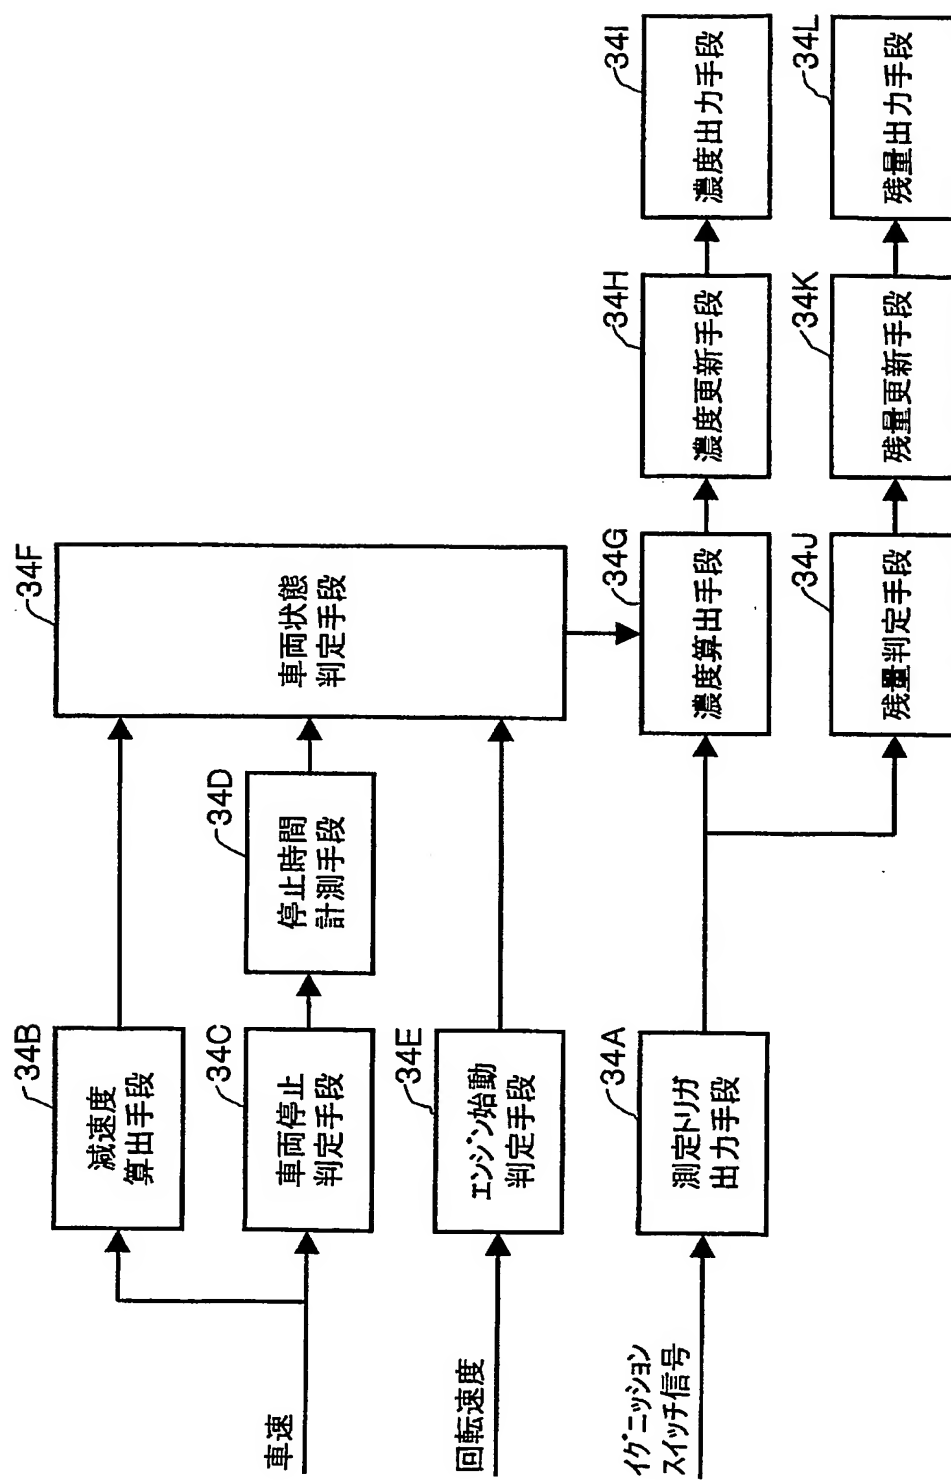 車速
回転速度
イグニッション
スイッチ信号
34B
減速度
算出手段
34C
車両停止
判定手段
34E
エンジン始動
判定手段
34A
測定トリガ
出力手段
34D
停止時間
計測手段
34F
車両状態
判定手段
34G
濃度算出手段
34J
残量判定手段
34H
濃度更新手段
34K
残量更新手段
34I
濃度出力手段
34L
残量出力手段